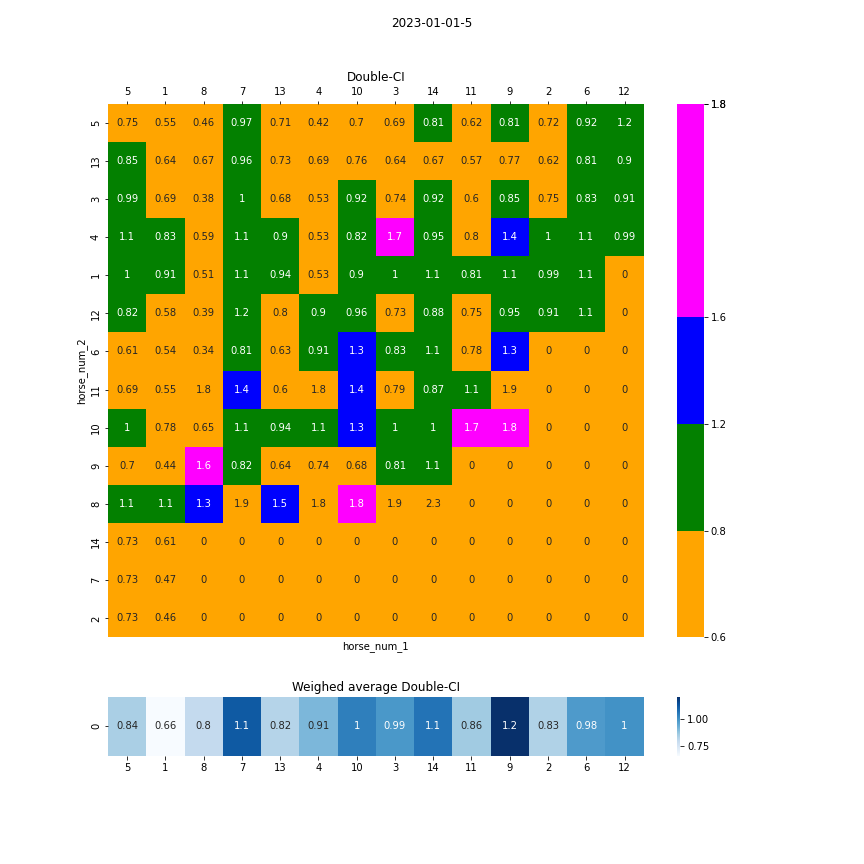 2023-01-01-5
Double-CI
5 1 8 7 13 4 10 3 14 11 9 2 6 12
5 0.75 0.55 0.46 0.97 0.71 0.42 0.7 0.69 0.81 0.62 0.81 0.72 0.92 1.2
13 0.85 0.64 0.67 0.96 0.73 0.69 0.76 0.64 0.67 0.57 0.77 0.62 0.81 0.9
3 0.99 0.69 0.38 1 0.68 0.53 0.74 0.92 0.92 0.6 0.85 0.75 0.83 0.91
4 1.1 0.83 0.59 1.1 0.9 0.53 0.82 1.7 0.95 0.8 1.4 1 1.1 0.99
1 1 0.91 0.51 1.1 0.94 0.53 0.9 1 1.1 0.81 1.1 0.99 1.1 0
12 0.82 0.58 0.39 1.2 0.8 0.9 0.96 0.73 0.88 0.75 0.95 0.91 1.1 0
6 0.61 0.54 0.34 0.81 0.63 0.91 1.3 0.83 1.1 0.78 1.3 0 0 0
11 0.69 0.55 1.8 1.4 0.6 1.8 1.4 0.79 0.87 1.1 1.9 0 0 0
10 1 0.78 0.65 1.1 0.94 1.1 1.3 1 1 1.7 1.8 0 0 0
9 0.7 0.44 1.6 0.82 0.64 0.74 0.68 0.81 1.1 0 0 0 0 0
8 1.1 1.1 1.3 1.9 1.5 1.8 1.8 1.9 2.3 0 0 0 0 0
14 0.73 0.61 0 0 0 0 0 0 0 0 0 0 0 0
7 0.73 0.47 0 0 0 0 0 0 0 0 0 0 0 0
2 0.73 0.46 0 0 0 0 0 0 0 0 0 0 0 0
horse_num_2
horse_num_1
1.8
1.6
1.2
0.8
0.6
Weighed average Double-CI
0 0.84 0.66 0.8 1.1 0.82 0.91 1 0.99 1.1 0.86 1.2 0.83 0.98 1
5 1 8 7 13 4 10 3 14 11 9 2 6 12
1.00
0.75